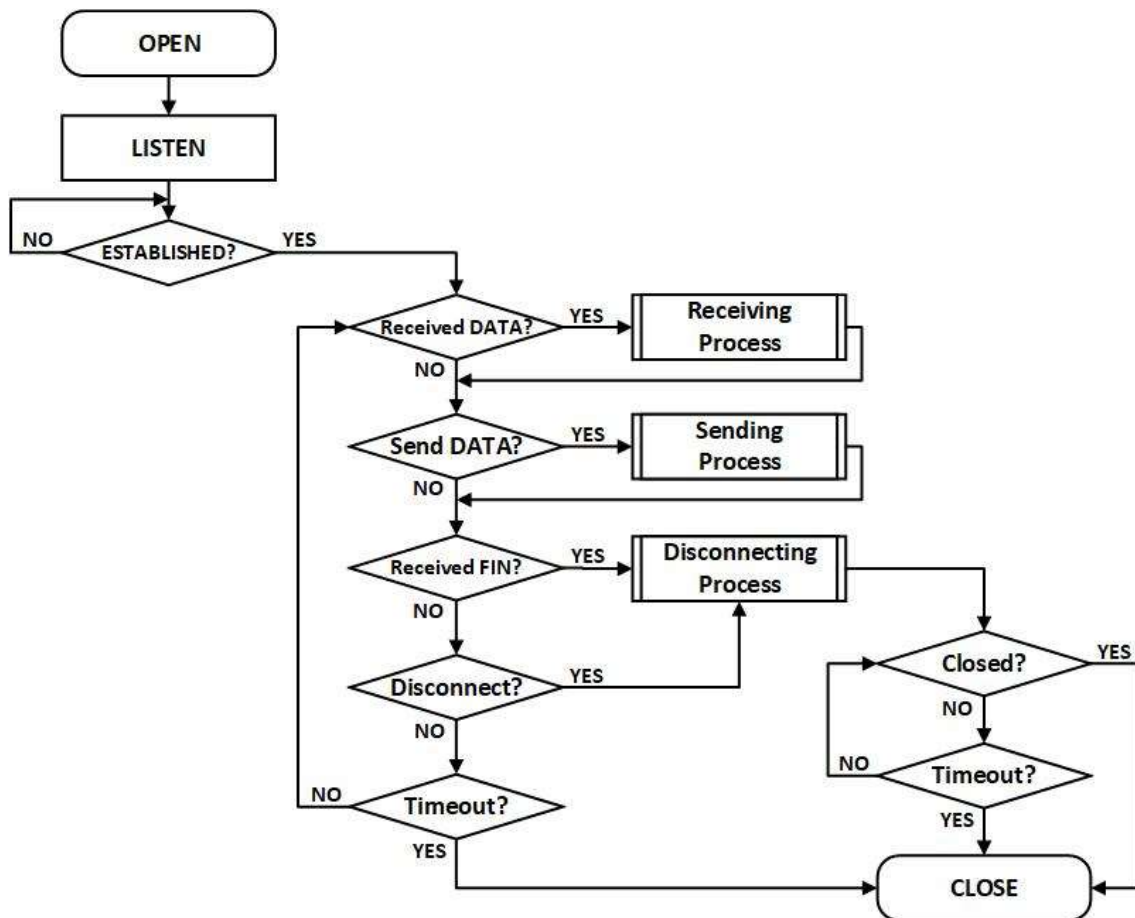 OPEN
LISTEN
NO
ESTABLISHED?
YES
Received DATA?
YES
Receiving
Process
NO
Send DATA?
YES
Sending
Process
NO
Received FIN?
YES
Disconnecting
Process
NO
Closed?
YES
Disconnect?
YES
NO
NO
NO
Timeout?
NO
Timeout?
YES
YES
CLOSE